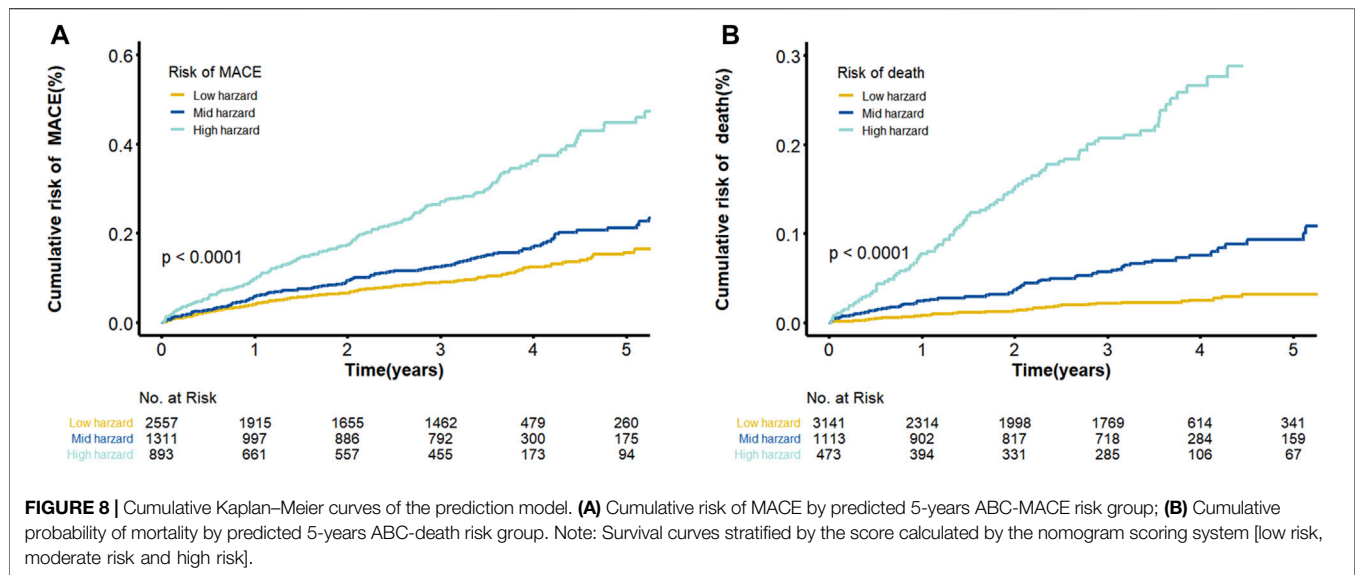 A
Cumulative risk of MACE(%)
0.6
0.4
0.2
0.0
Risk of MACE
Low harzard
Mid harzard
High harzard
p < 0.0001
0 1 2 3 4 5
Time(years)
No. at Risk
Low harzard 2557 1915 1655 1462 479 260
Mid harzard 1311 997 886 792 300 175
High harzard 893 661 557 455 173 94
B
Cumulative risk of death(%)
0.3
0.2
0.1
0.0
Risk of death
Low harzard
Mid harzard
High harzard
p < 0.0001
0 1 2 3 4 5
Time(years)
No. at Risk
Low harzard 3141 2314 1998 1769 614 341
Mid harzard 1113 902 817 718 284 159
High harzard 473 394 331 285 106 67
FIGURE 8 | Cumulative Kaplan–Meier curves of the prediction model. (A) Cumulative risk of MACE by predicted 5-years ABC-MACE risk group; (B) Cumulative
probability of mortality by predicted 5-years ABC-death risk group. Note: Survival curves stratified by the score calculated by the nomogram scoring system [low risk,
moderate risk and high risk].